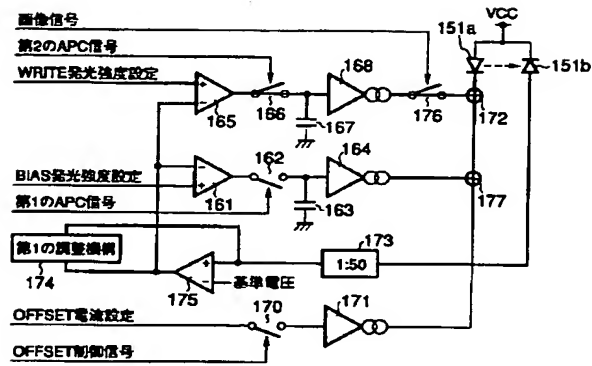 画像信号
第2のAPC信号
WRITE発光強度設定
VCC
151a
151b
168
165
166
167
176
172
BIAS発光強度設定
第1のAPC信号
162
164
161
163
177
第1の調整機構
174
175
基準電圧
173
1:50
OFFSET電流設定
170
171
OFFSET制御信号